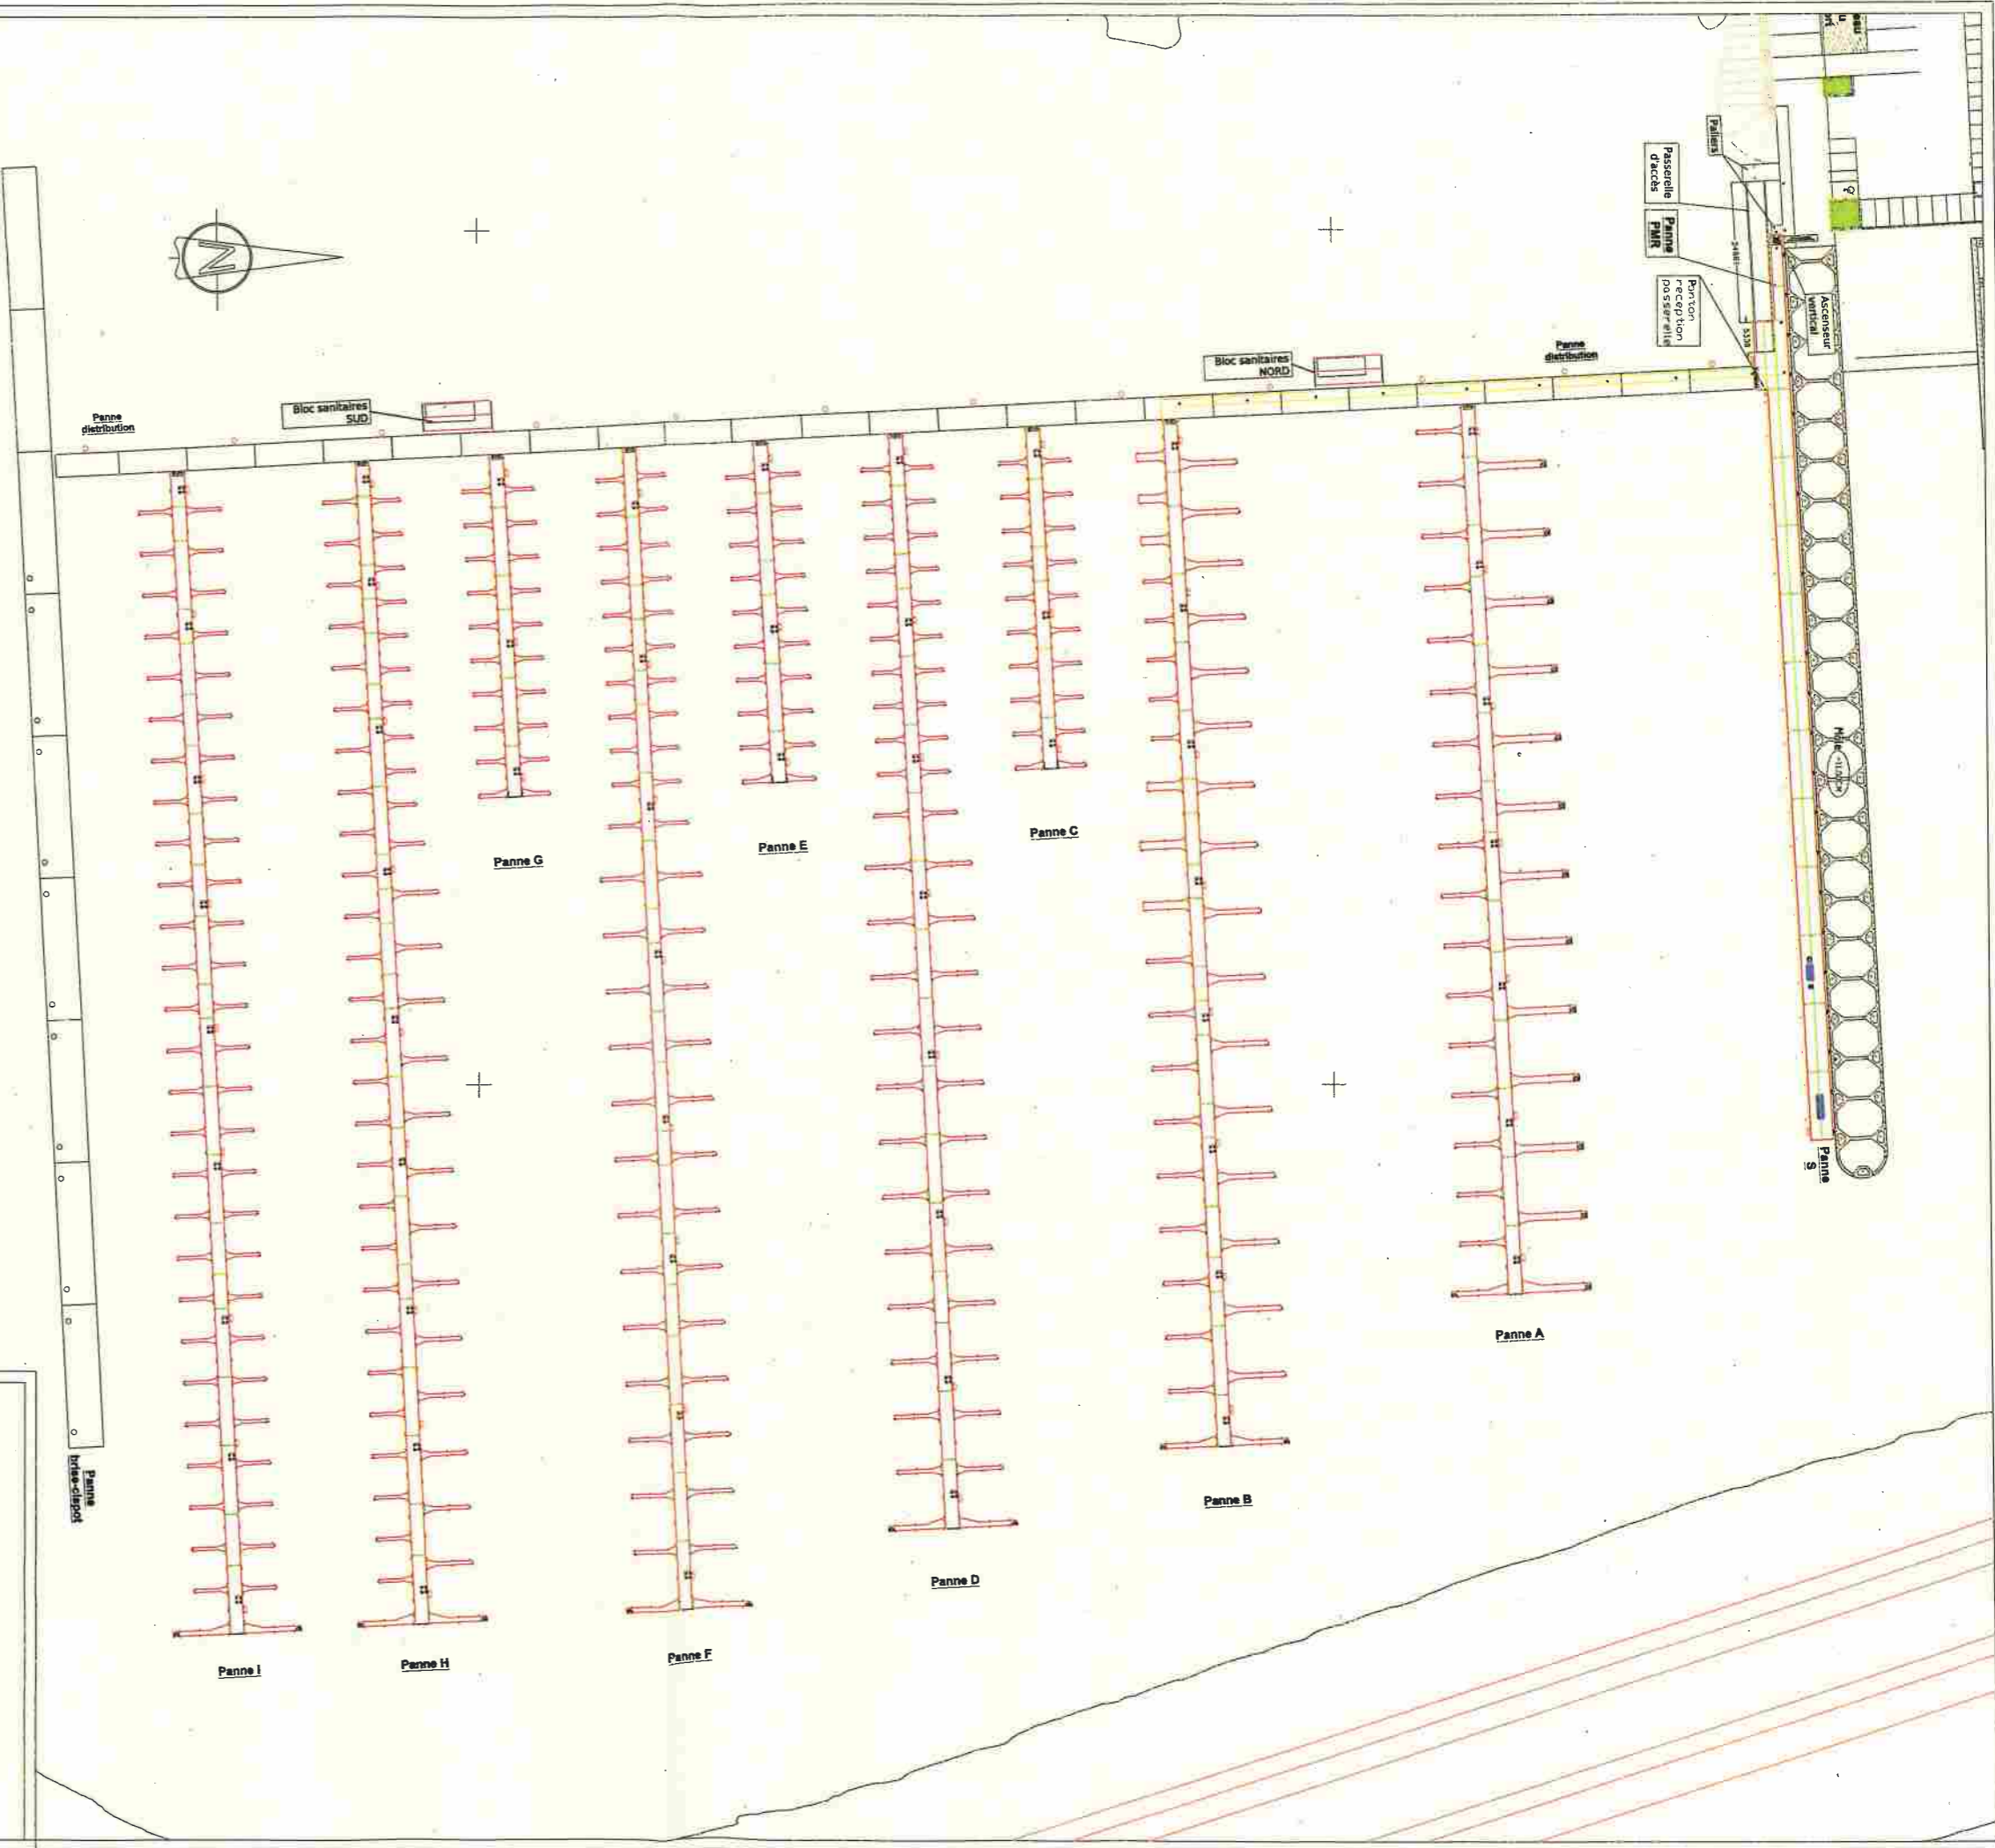 Paliers
Passerelle
d'accès
Panne
PMR
Ponton
reception
passerelle
Ascenseur
vertical
Panne
distribution
Bloc sanitaires
NORD
Bloc sanitaires
SUD
Panne
distribution
N
Panne G
Panne E
Panne C
Panne
S
Panne A
Panne
brise-clapot
Panne B
Panne D
Panne F
Panne H
Panne I